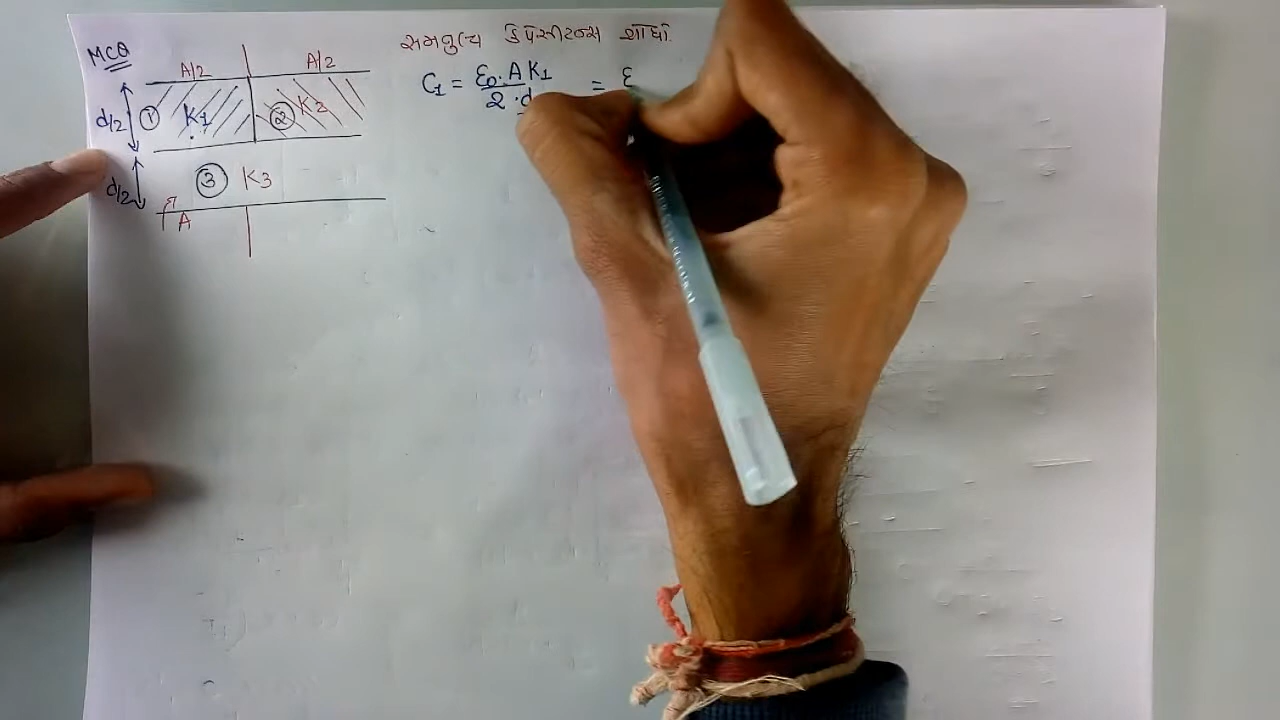 MCQ
સમતુલ્ય કેપેસીટન્સ શોધો.
A/2 A/2
d/2 ① K1 ② K2
C1 = ε0.A K1 / 2.d = ε
d/2 ③ K3
A